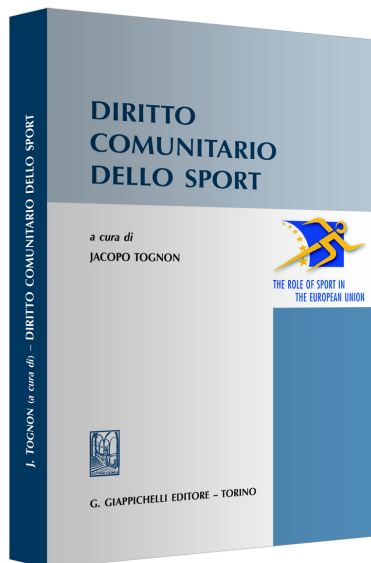 J. TOGNON (a cura di) – DIRITTO COMUNITARIO DELLO SPORT
DIRITTO
COMUNITARIO
DELLO SPORT
a cura di
JACOPO TOGNON
THE ROLE OF SPORT IN
THE EUROPEAN UNION
G. GIAPPICHELLI EDITORE – TORINO